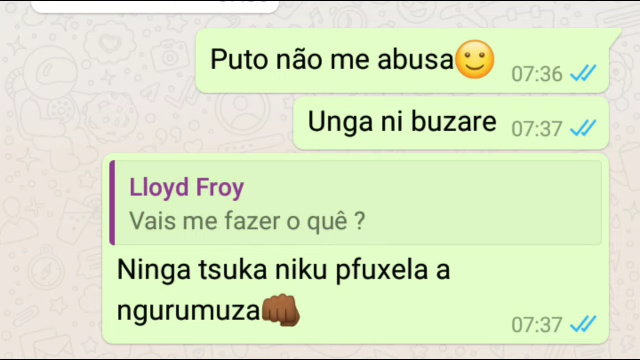 Puto não me abusa🙂 07:36
Unga ni buzare 07:37
Lloyd Froy
Vais me fazer o quê ?
Ninga tsuka niku pfuxela a
ngurumuza👊🏾 07:37